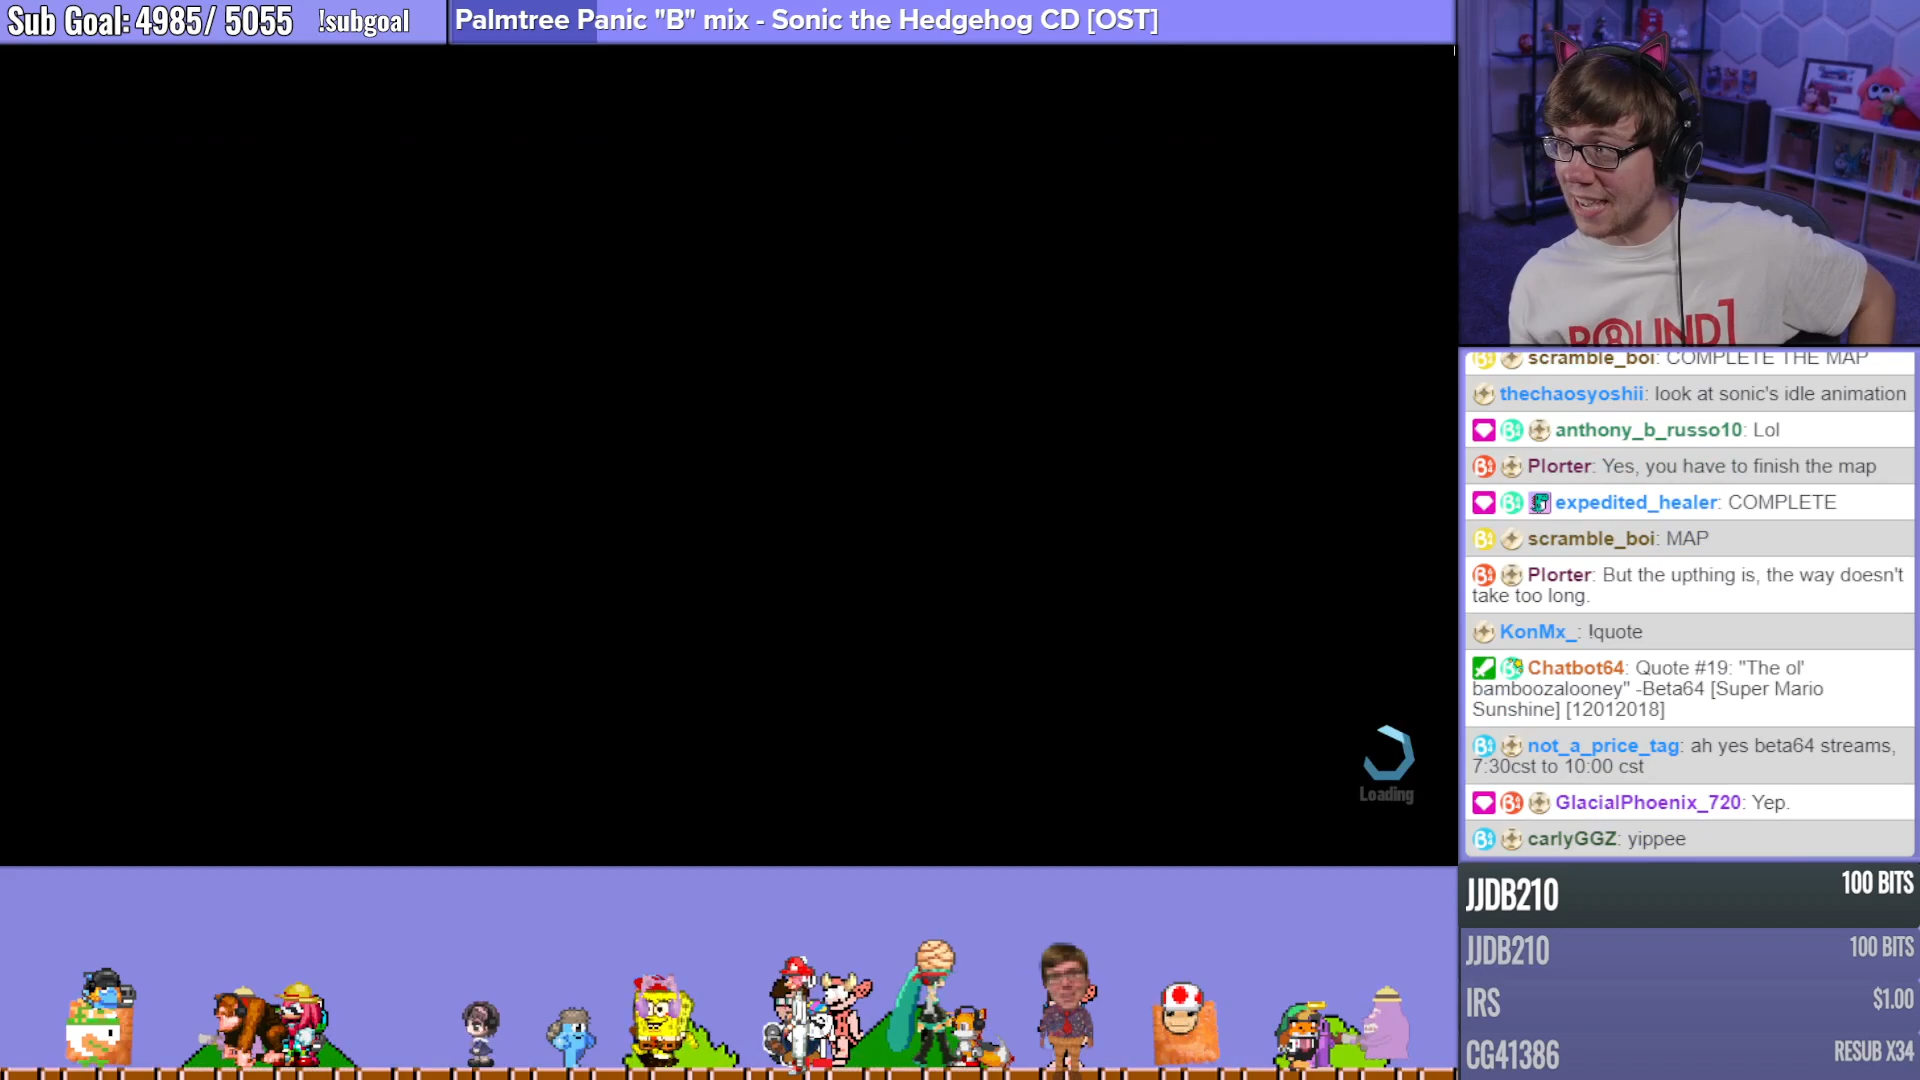 Sub Goal: 4985/ 5055 !subgoal
Palmtree Panic "B" mix - Sonic the Hedgehog CD [OST]
ROUND1
scramble_boi: COMPLETE THE MAP
thechaosyoshii: look at sonic's idle animation
anthony_b_russo10: Lol
Plorter: Yes, you have to finish the map
expedited_healer: COMPLETE
scramble_boi: MAP
Plorter: But the upthing is, the way doesn't
take too long.
KonMx_: !quote
Chatbot64: Quote #19: "The ol'
bamboozalooney" -Beta64 [Super Mario
Sunshine] [12012018]
not_a_price_tag: ah yes beta64 streams,
7:30cst to 10:00 cst
GlacialPhoenix_720: Yep.
carlyGGZ: yippee
Loading
JJDB210 100 BITS
JJDB210 100 BITS
IRS $1.00
CG41386 RESUB X34